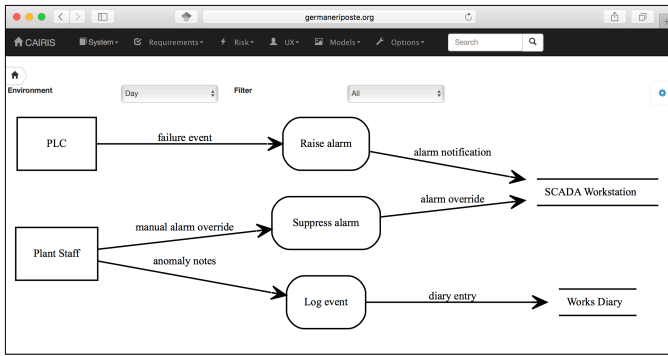 germaneriposte.org
CAIRIS System Requirements Risk UX Models Options Search
Environment Day Filter All
PLC failure event Raise alarm
alarm notification
SCADA Workstation
alarm override
manual alarm override Suppress alarm
Plant Staff
anomaly notes
Log event diary entry Works Diary